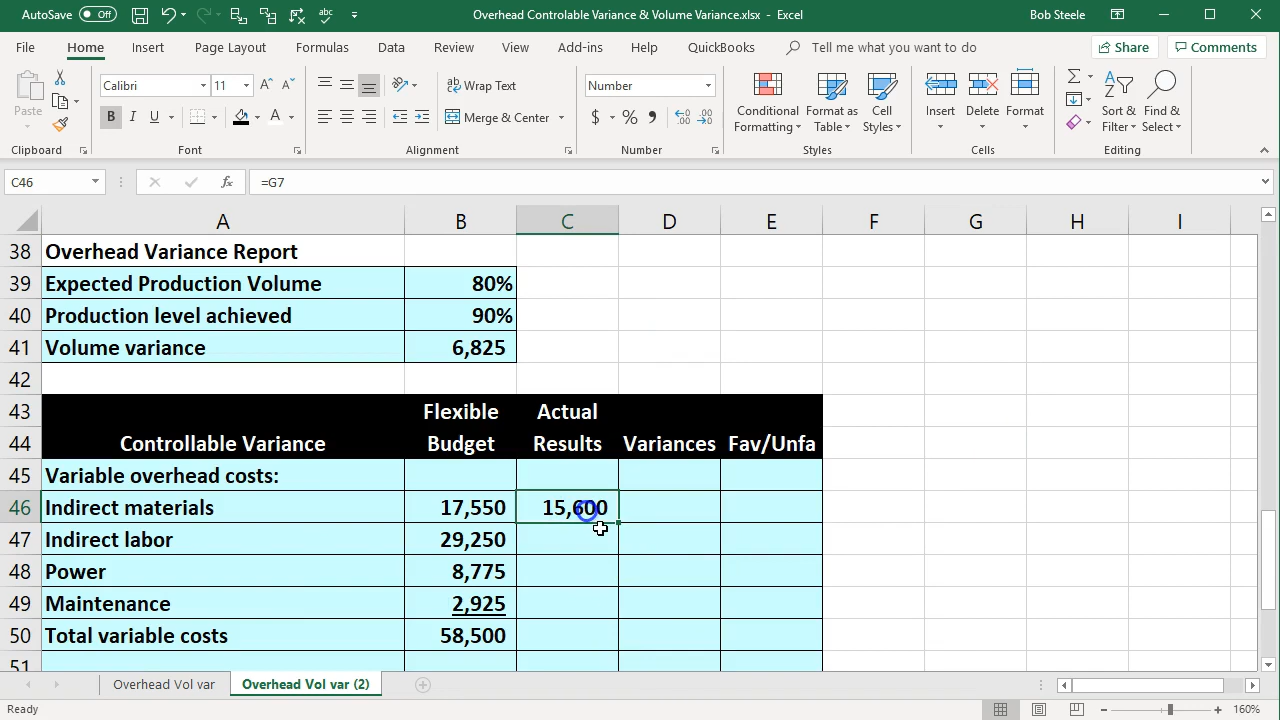 AutoSave Off
Overhead Controlable Variance & Volume Variance.xlsx - Excel
Bob Steele
File Home Insert Page Layout Formulas Data Review View Add-ins Help QuickBooks Tell me what you want to do Share Comments
Paste
Clipboard
Calibri 11
B I U A
Font
Wrap Text
Merge & Center
Alignment
Number
$ % ,
Number
Conditional Formatting
Format as Table
Cell Styles
Styles
Insert Delete Format
Cells
Sort & Filter
Find & Select
Editing
C46 fx =G7
A B C D E F G H I
38 Overhead Variance Report
39 Expected Production Volume 80%
40 Production level achieved 90%
41 Volume variance 6,825
42
43 Flexible Actual
44 Controllable Variance Budget Results Variances Fav/Unfa
45 Variable overhead costs:
46 Indirect materials 17,550 15,600
47 Indirect labor 29,250
48 Power 8,775
49 Maintenance 2,925
50 Total variable costs 58,500
51
Overhead Vol var Overhead Vol var (2)
Ready 160%